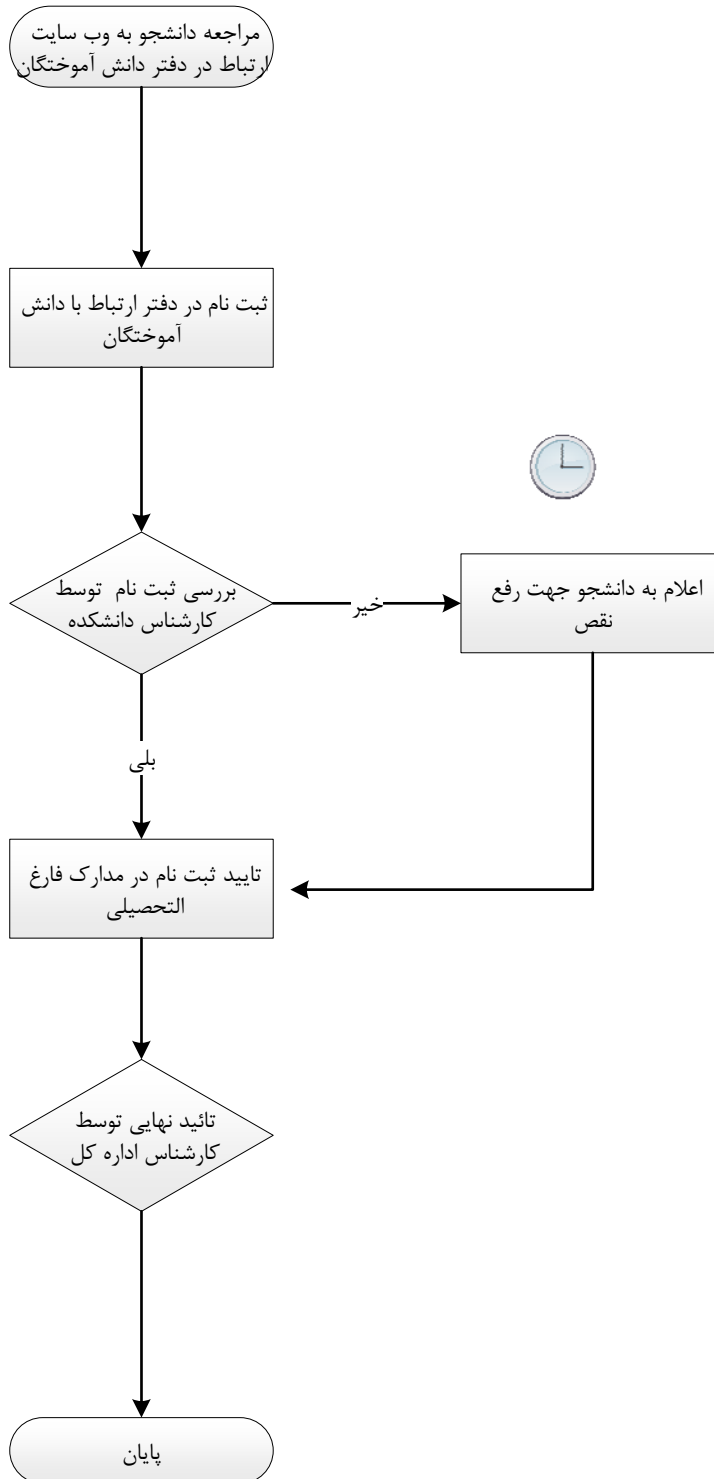 مراجعه دانشجو به وب سایت
ارتباط در دفتر دانش آموختگان
ثبت نام در دفتر ارتباط با دانش
آموختگان
بررسی ثبت نام توسط
کارشناس دانشکده
خیر
اعلام به دانشجو جهت رفع
نقص
بلی
تایید ثبت نام در مدارک فارغ
التحصیلی
تائید نهایی توسط
کارشناس اداره کل
پایان